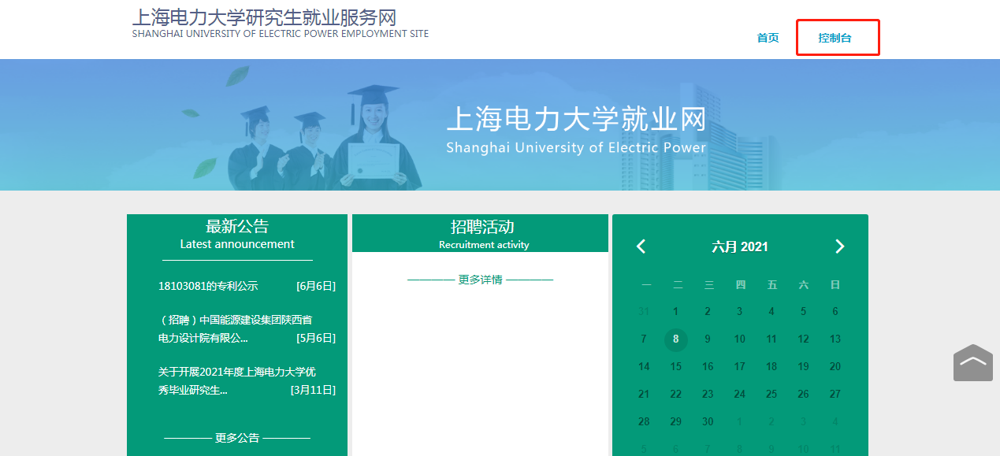 上海电力大学研究生就业服务网
SHANGHAI UNIVERSITY OF ELECTRIC POWER EMPLOYMENT SITE
首页
控制台
上海电力大学就业网
Shanghai University of Electric Power
最新公告
Latest announcement
18103081的专利公示 [6月6日]
（招聘）中国能源建设集团陕西省
电力设计院有限公... [5月6日]
关于开展2021年度上海电力大学优
秀毕业研究生... [3月11日]
更多公告
招聘活动
Recruitment activity
更多详情
六月 2021
一 二 三 四 五 六 日
31 1 2 3 4 5 6
7 8 9 10 11 12 13
14 15 16 17 18 19 20
21 22 23 24 25 26 27
28 29 30 1 2 3 4
5 6 7 8 9 10 11